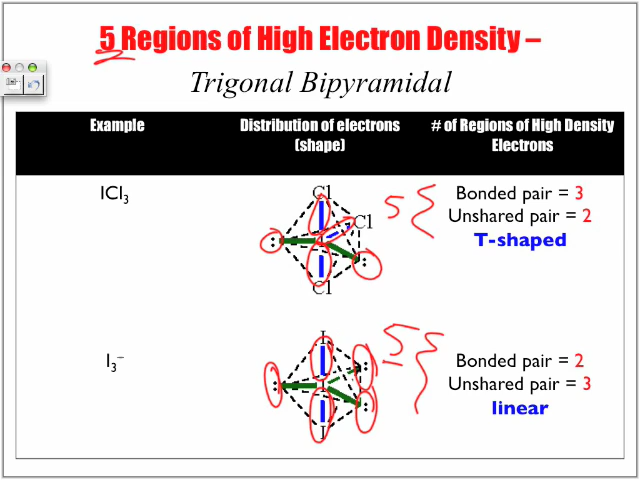 5 Regions of High Electron Density –
Trigonal Bipyramidal
Example
Distribution of electrons
(shape)
# of Regions of High Density
Electrons
ICl₃
Cl
Cl
Cl
5
Bonded pair = 3
Unshared pair = 2
T-shaped
I₃⁻
I
I
I
5
Bonded pair = 2
Unshared pair = 3
linear